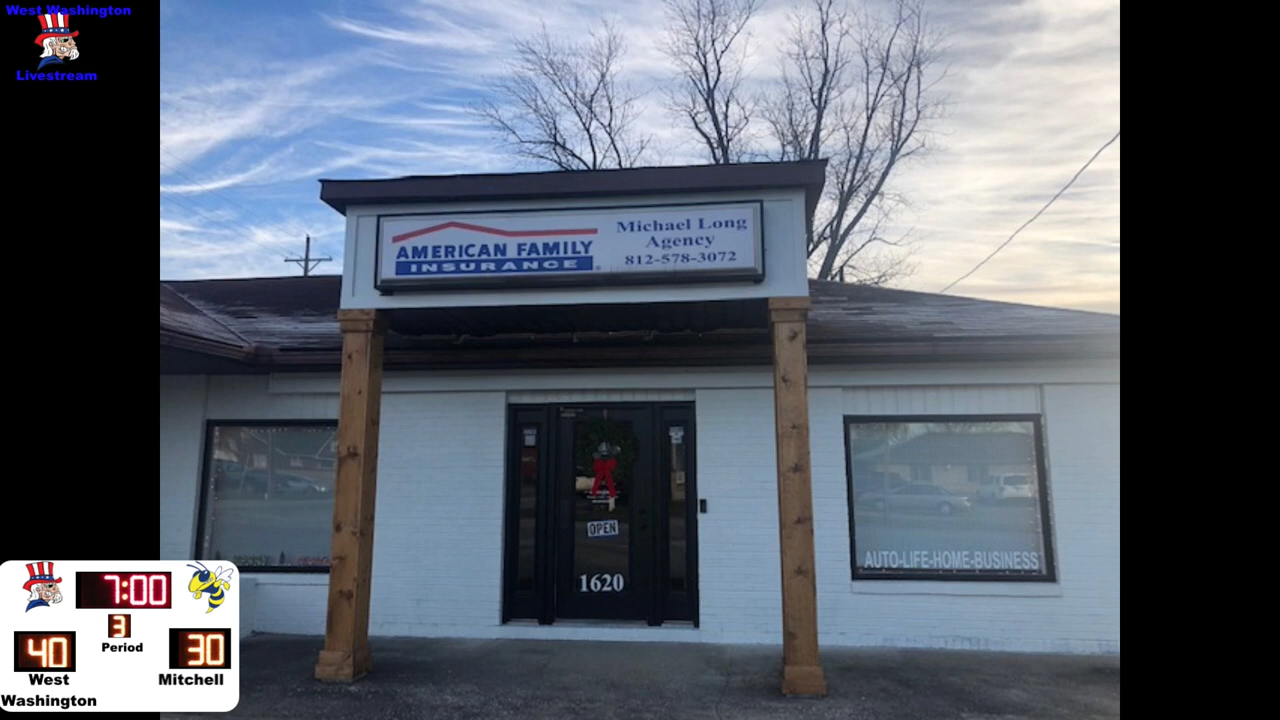 West Washington
Livestream
AMERICAN FAMILY
INSURANCE
Michael Long
Agency
812-578-3072
OPEN
1620
AUTO-LIFE-HOME-BUSINESS
7:00
3
Period
40
30
West
Washington
Mitchell